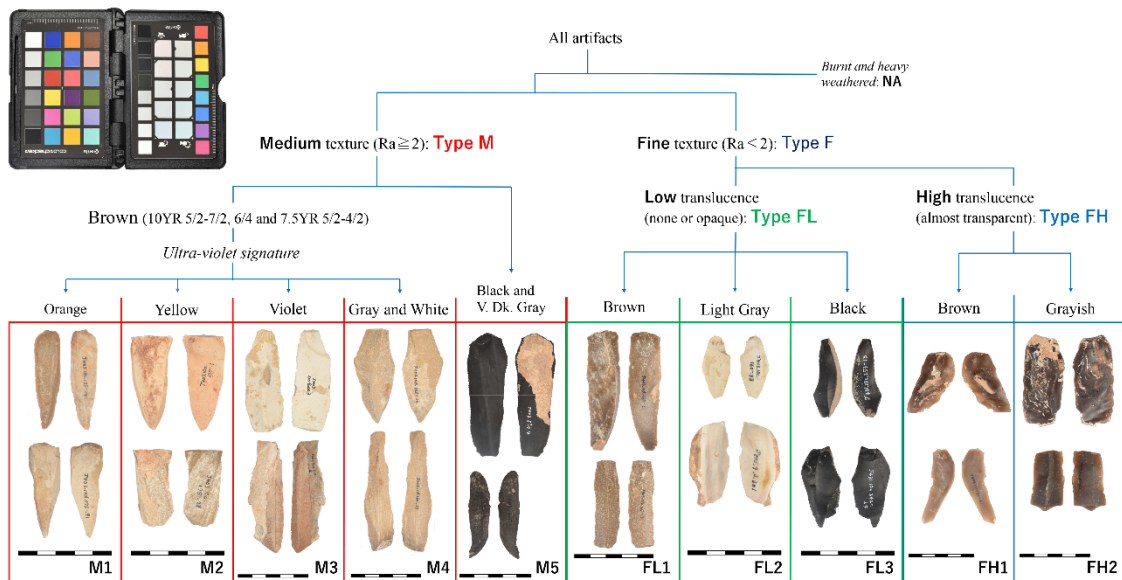 All artifacts
Burnt and heavy
weathered: NA
Medium texture (Ra≧2): Type M
Fine texture (Ra<2): Type F
Brown (10YR 5/2-7/2, 6/4 and 7.5YR 5/2-4/2)
Low translucence
(none or opaque): Type FL
High translucence
(almost transparent): Type FH
Ultra-violet signature
Orange
Yellow
Violet
Gray and White
Black and
V. Dk. Gray
Brown
Light Gray
Black
Brown
Grayish
M1
M2
M3
M4
M5
FL1
FL2
FL3
FH1
FH2